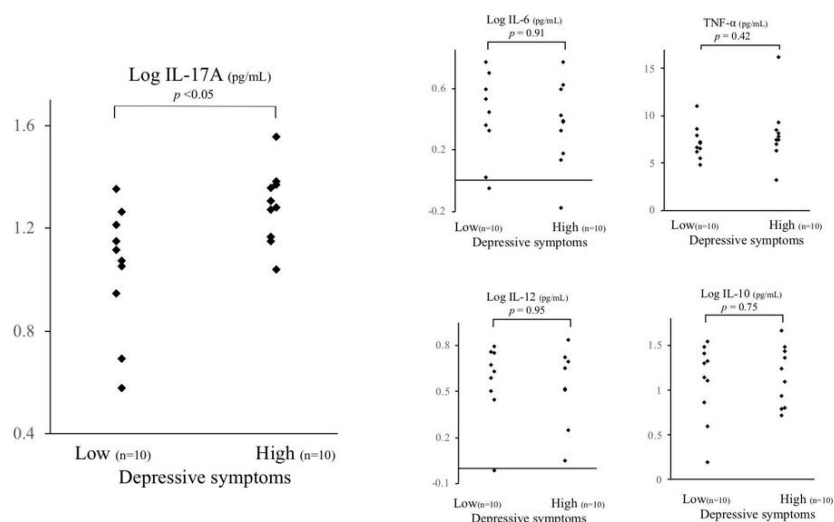 Log IL-17A (pg/mL)
p <0.05
1.6
1.2
0.8
0.4
Low (n=10)
High (n=10)
Depressive symptoms
Log IL-6 (pg/mL)
p = 0.91
0.6
0.2
-0.2
Low(n=10)
High (n=10)
Depressive symptoms
TNF-α (pg/mL)
p = 0.42
15
10
5
0
Low(n=10)
High (n=10)
Depressive symptoms
Log IL-12 (pg/mL)
p = 0.95
0.8
0.5
0.2
-0.1
Low(n=10)
High (n=10)
Depressive symptoms
Log IL-10 (pg/mL)
p = 0.75
1.5
1
0.5
0
Low(n=10)
High (n=10)
Depressive symptoms